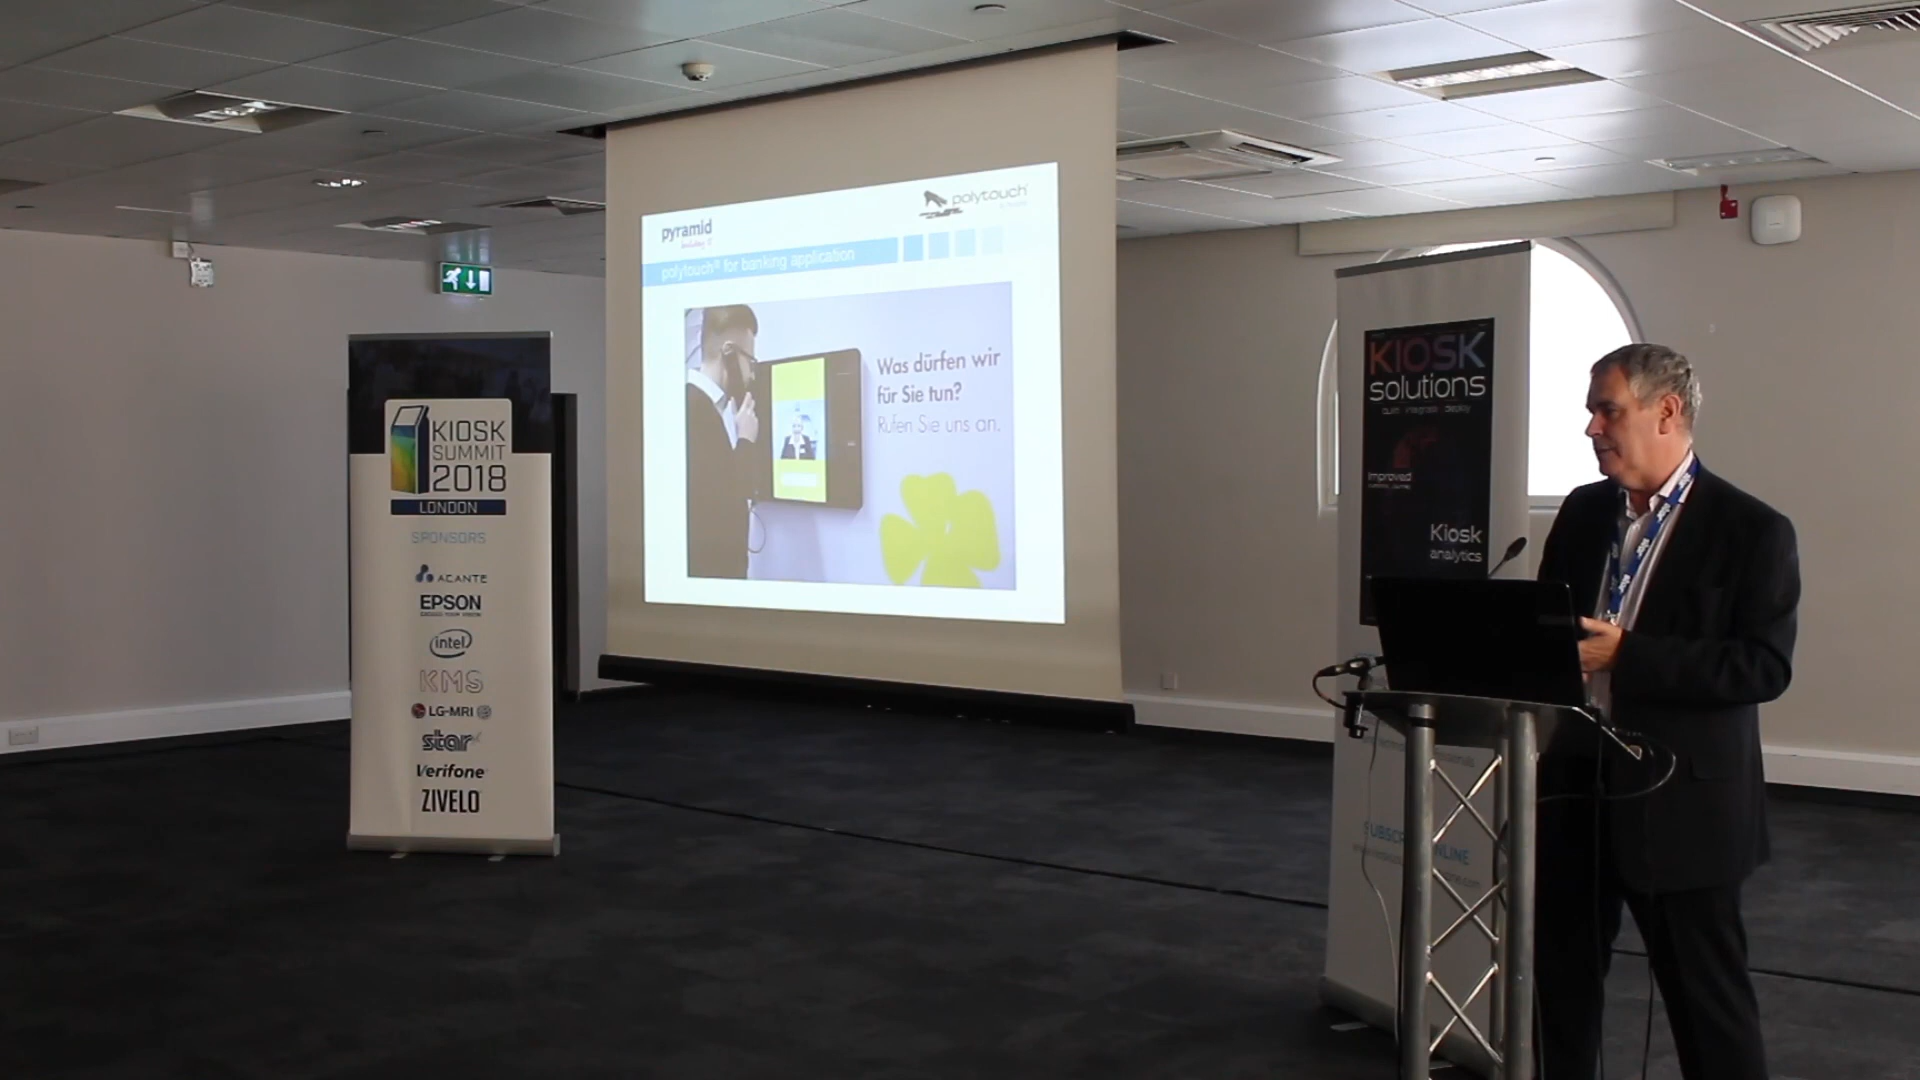 KIOSK
SUMMIT
2018
LONDON
SPONSORS
ACANTE
EPSON
intel
KMS
LG-MRI
star
Verifone
ZIVELO
pyramid
polytouch
polytouch® for banking application
Was dürfen wir
für Sie tun?
Rufen Sie uns an.
KIOSK
solutions
Improved
Kiosk
analytics